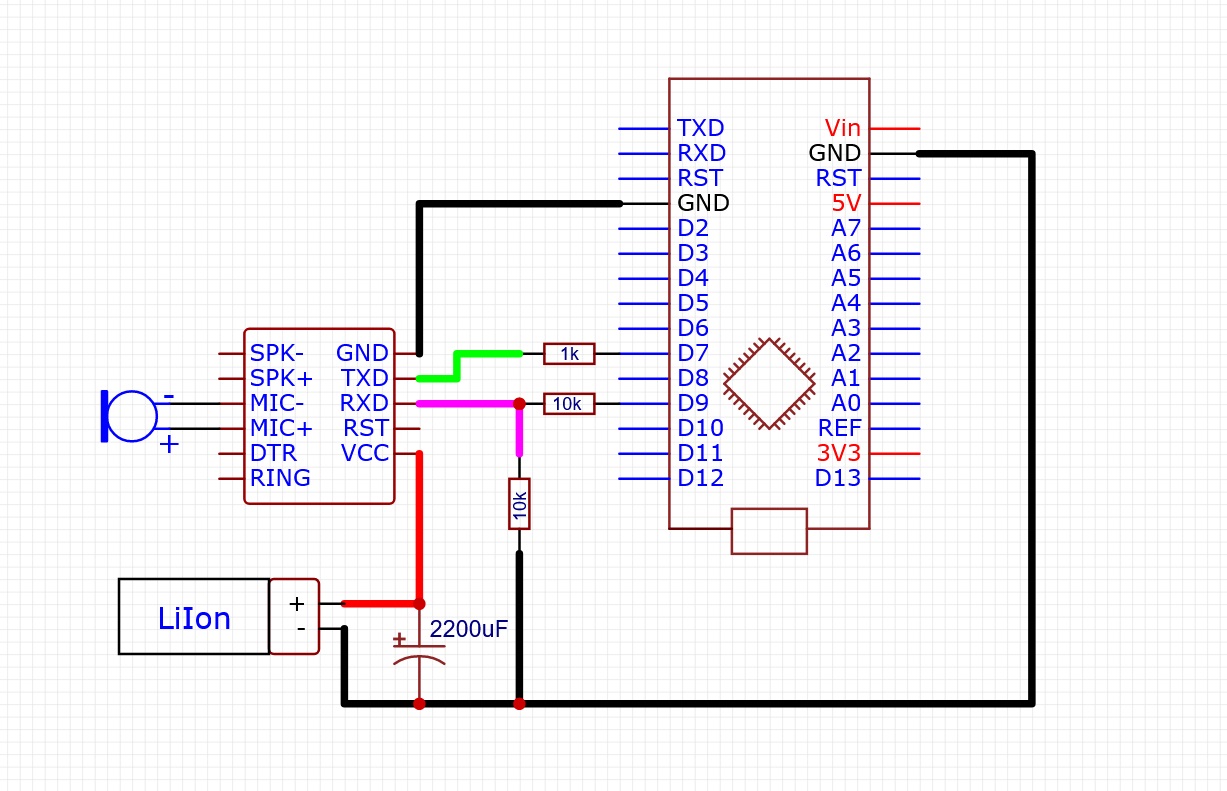 TXD Vin
RXD GND
RST RST
GND 5V
D2 A7
D3 A6
D4 A5
D5 A4
D6 A3
SPK- GND 1k D7 A2
SPK+ TXD D8 A1
- MIC- RXD 10k D9 A0
+ MIC+ RST D10 REF
DTR VCC D11 3V3
RING D12 D13
10k
LiIon + -
+ 2200uF